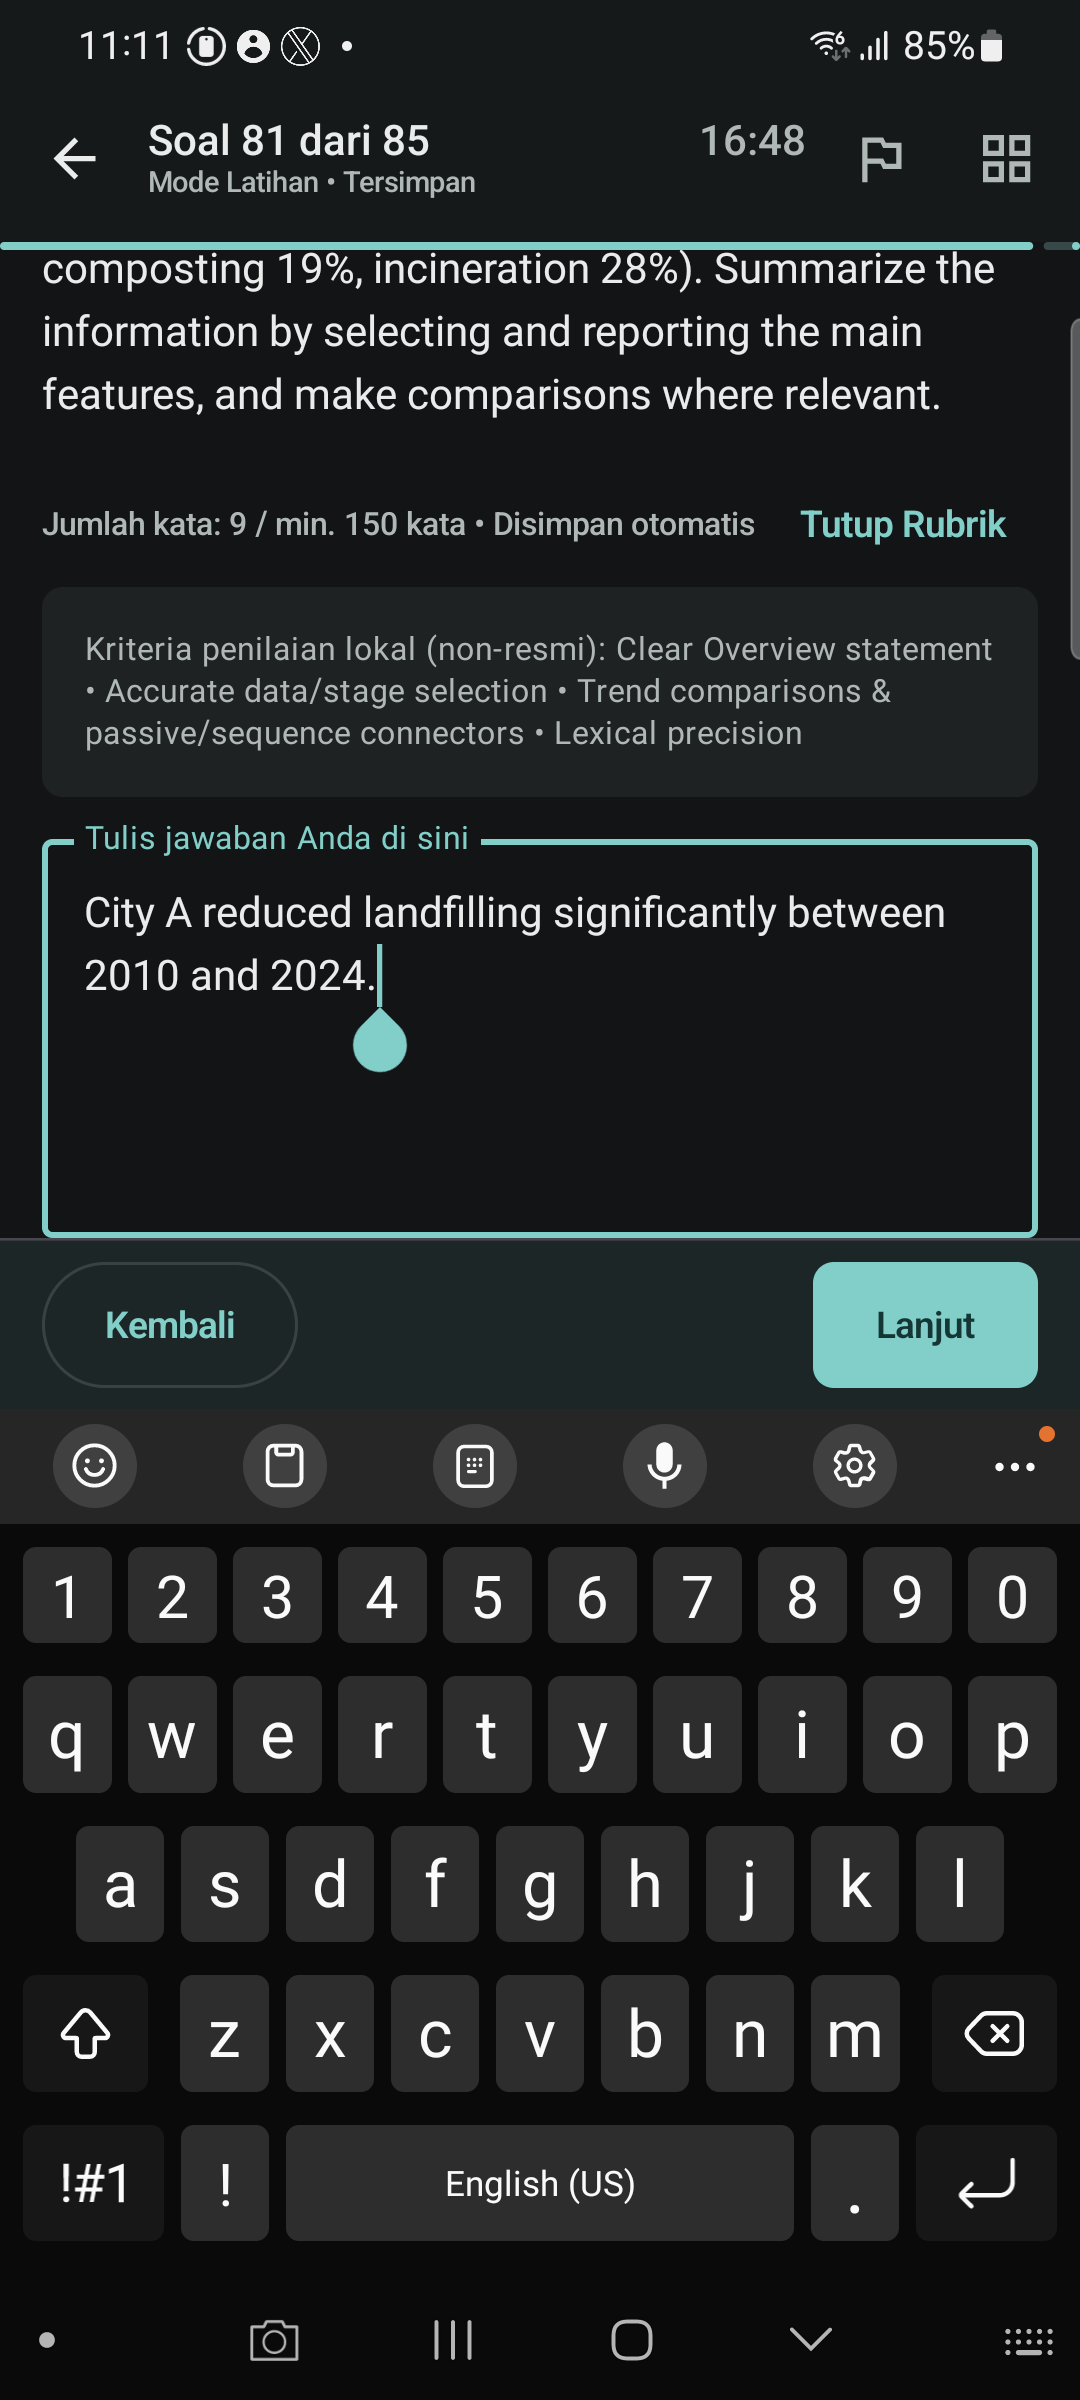 11:11
85%
Soal 81 dari 85
16:48
Mode Latihan • Tersimpan
composting 19%, incineration 28%). Summarize the
information by selecting and reporting the main
features, and make comparisons where relevant.
Jumlah kata: 9 / min. 150 kata • Disimpan otomatis
Tutup Rubrik
Kriteria penilaian lokal (non-resmi): Clear Overview statement
• Accurate data/stage selection • Trend comparisons &
passive/sequence connectors • Lexical precision
Tulis jawaban Anda di sini
City A reduced landfilling significantly between
2010 and 2024.
Kembali
Lanjut
1 2 3 4 5 6 7 8 9 0
q w e r t y u i o p
a s d f g h j k l
z x c v b n m
!#1 ! English (US) .